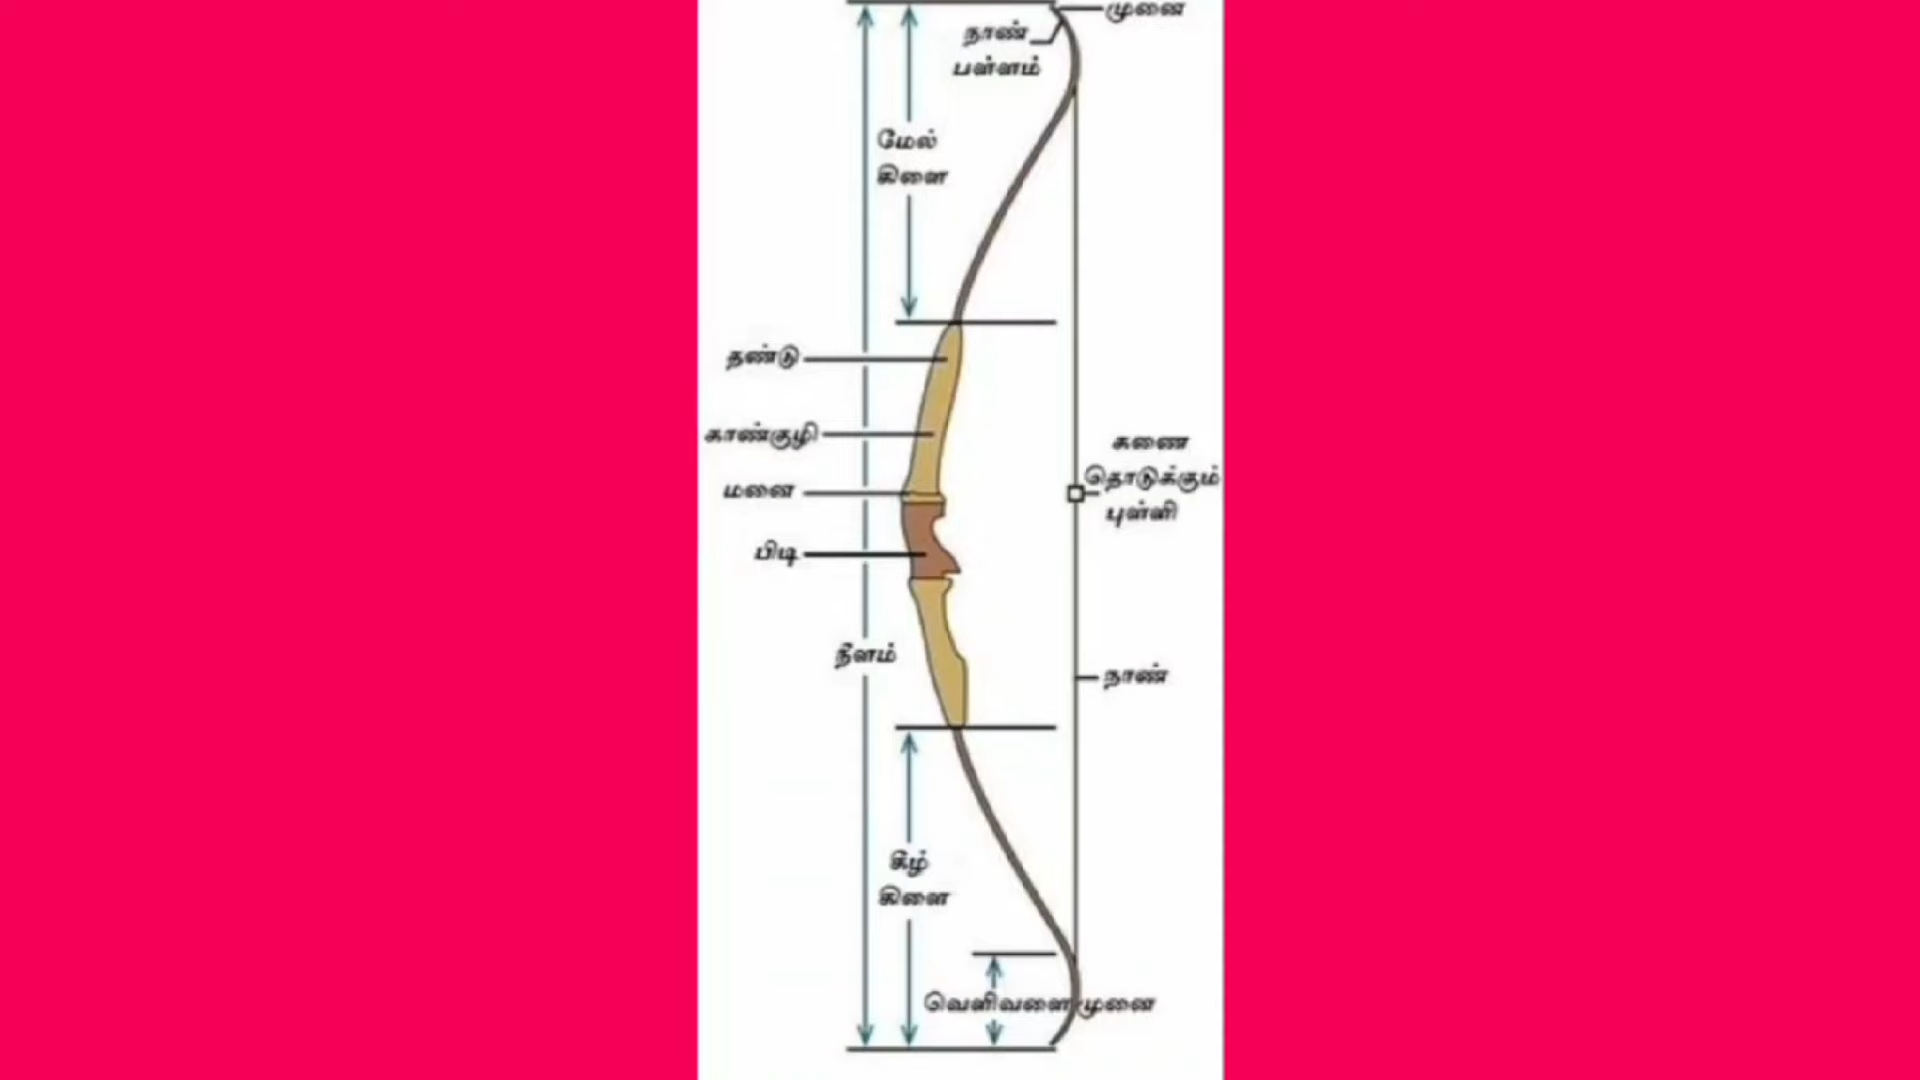 முனை
நாண்
பள்ளம்
மேல்
கிளை
தண்டு
காண்குழி
கணை
தொடுக்கும்
புள்ளி
மனை
பிடி
நீளம்
நாண்
கீழ்
கிளை
வெளிவளை முனை